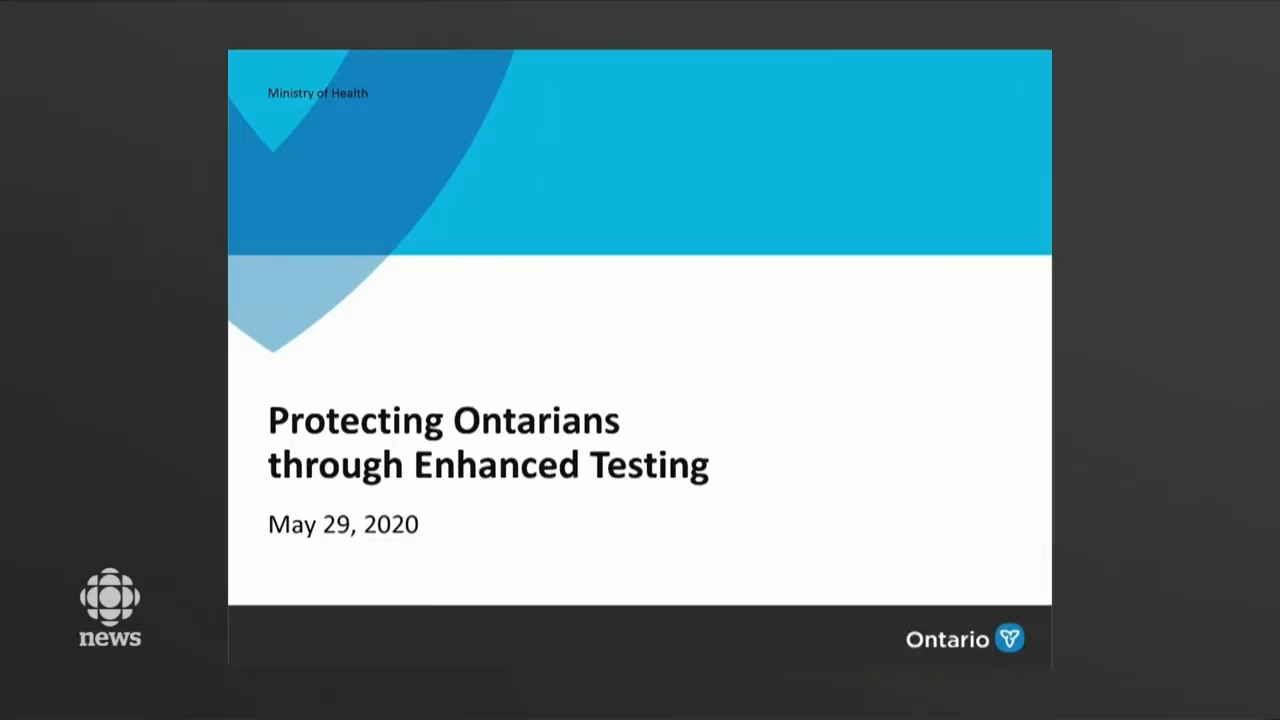 Ministry of Health
Protecting Ontarians
through Enhanced Testing
May 29, 2020
news
Ontario